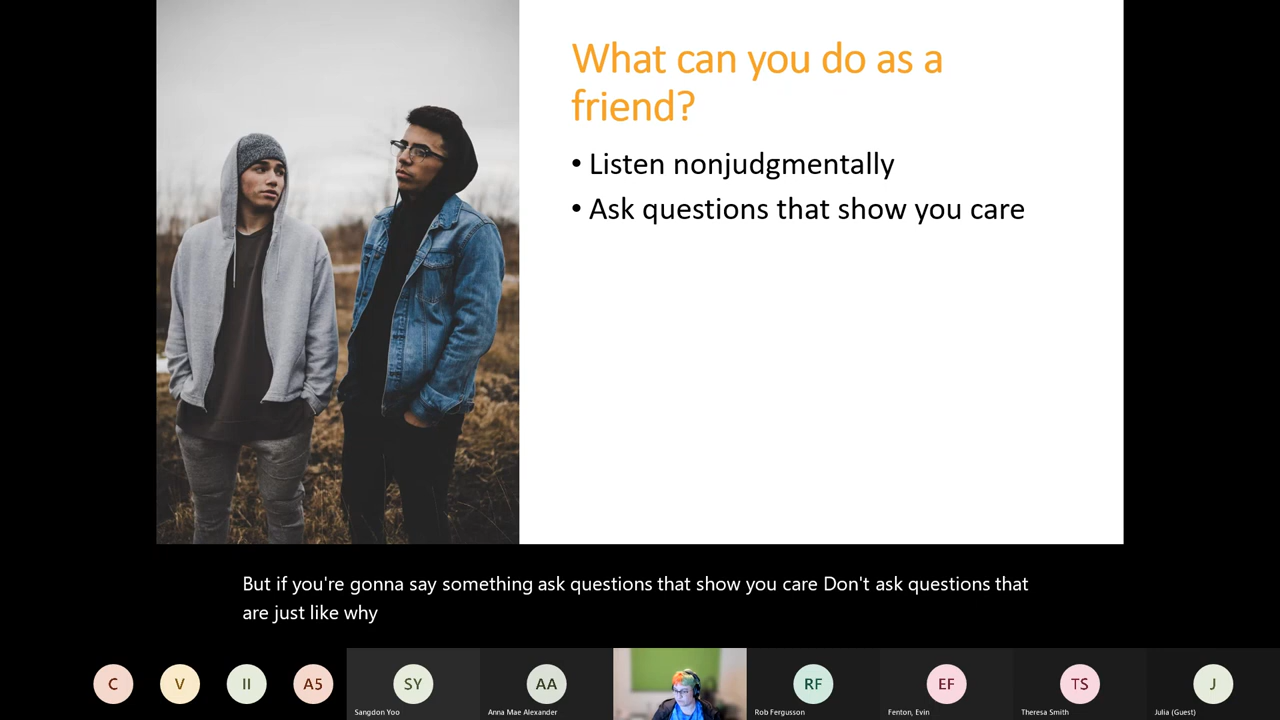 What can you do as a
friend?
• Listen nonjudgmentally
• Ask questions that show you care
But if you're gonna say something ask questions that show you care Don't ask questions that
are just like why
C V II A5 SY AA RF EF TS J
Sangdon Yoo Anna Mae Alexander Rob Fergusson Fenton, Evin Theresa Smith Julia (Guest)